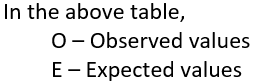 In the above table,
O – Observed values
E – Expected values